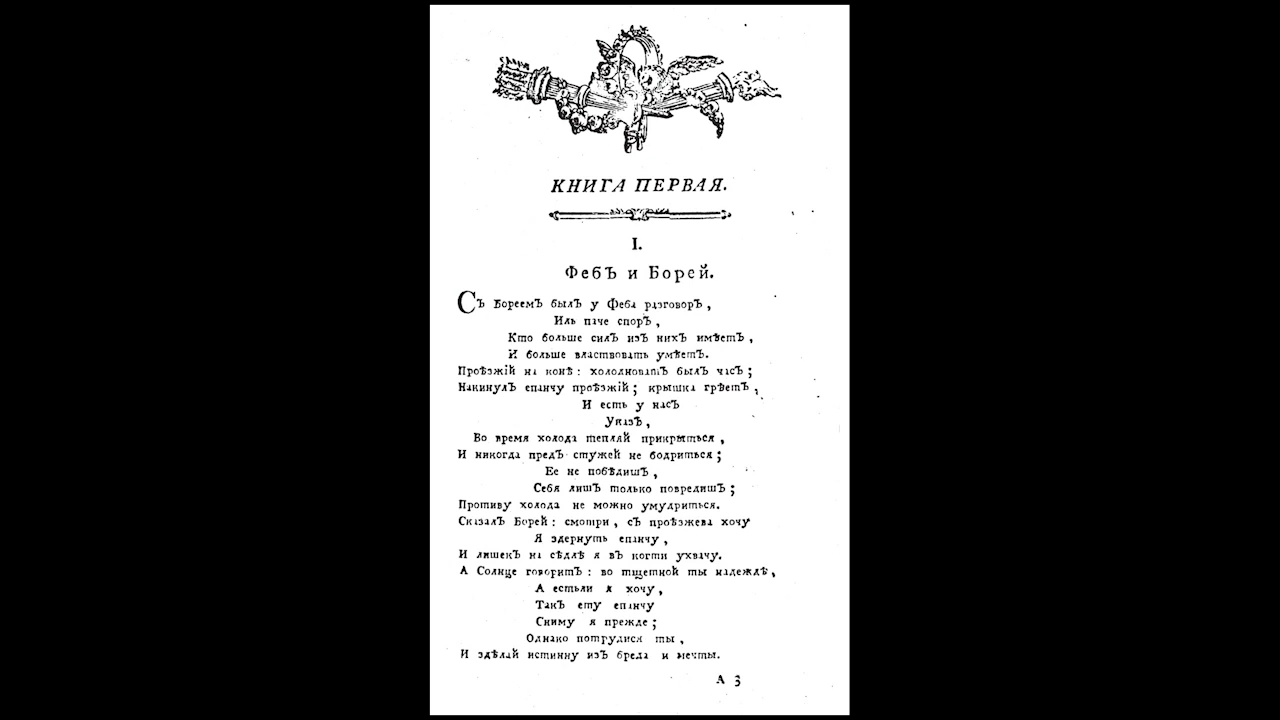 КНИГА ПЕРВАЯ.
I.
ФебЪ и Борей.
СЪ БореемЪ былЪ у Феба разговорЪ,
Иль паче спорЪ,
Кто больше силЪ изЪ нихЪ имѣетЪ,
И больше властвовать умѣетЪ.
Проѣзжій на конѣ: холодноватЪ былЪ часЪ;
НакинулЪ епанчу проѣзжій; крышка грѣетЪ,
И есть у насЪ
УказЪ,
Во время холода теплѧй прикрыться,
И никогда предЪ стужей не бодриться;
Ее не побѣдишЪ,
Себя лишЪ только повредишЪ;
Противу холода не можно умудриться.
СказалЪ Борей: смотри, сЪ проѣзжева хочу
Я здернуть епанчу,
И лишекЪ на сѣдлѣ я вЪ когти ухвачу.
А Солнце говоритЪ: во тщетной ты надеждѣ,
А естьли я хочу,
ТакЪ ету епанчу
Сниму я прежде;
Однако потрудися ты,
И здѣлай истинну изЪ бреда и мечты.
А 3